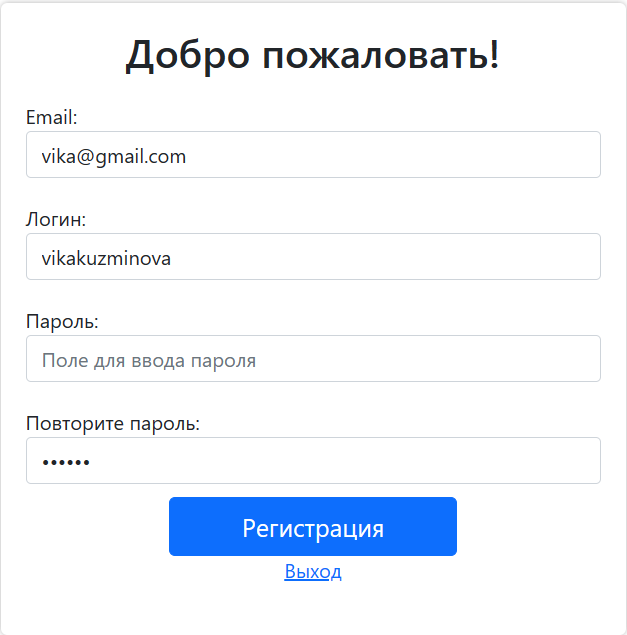 Добро пожаловать!
Email:
vika@gmail.com
Логин:
vikakuzminova
Пароль:
Поле для ввода пароля
Повторите пароль:
••••••
Регистрация
Выход